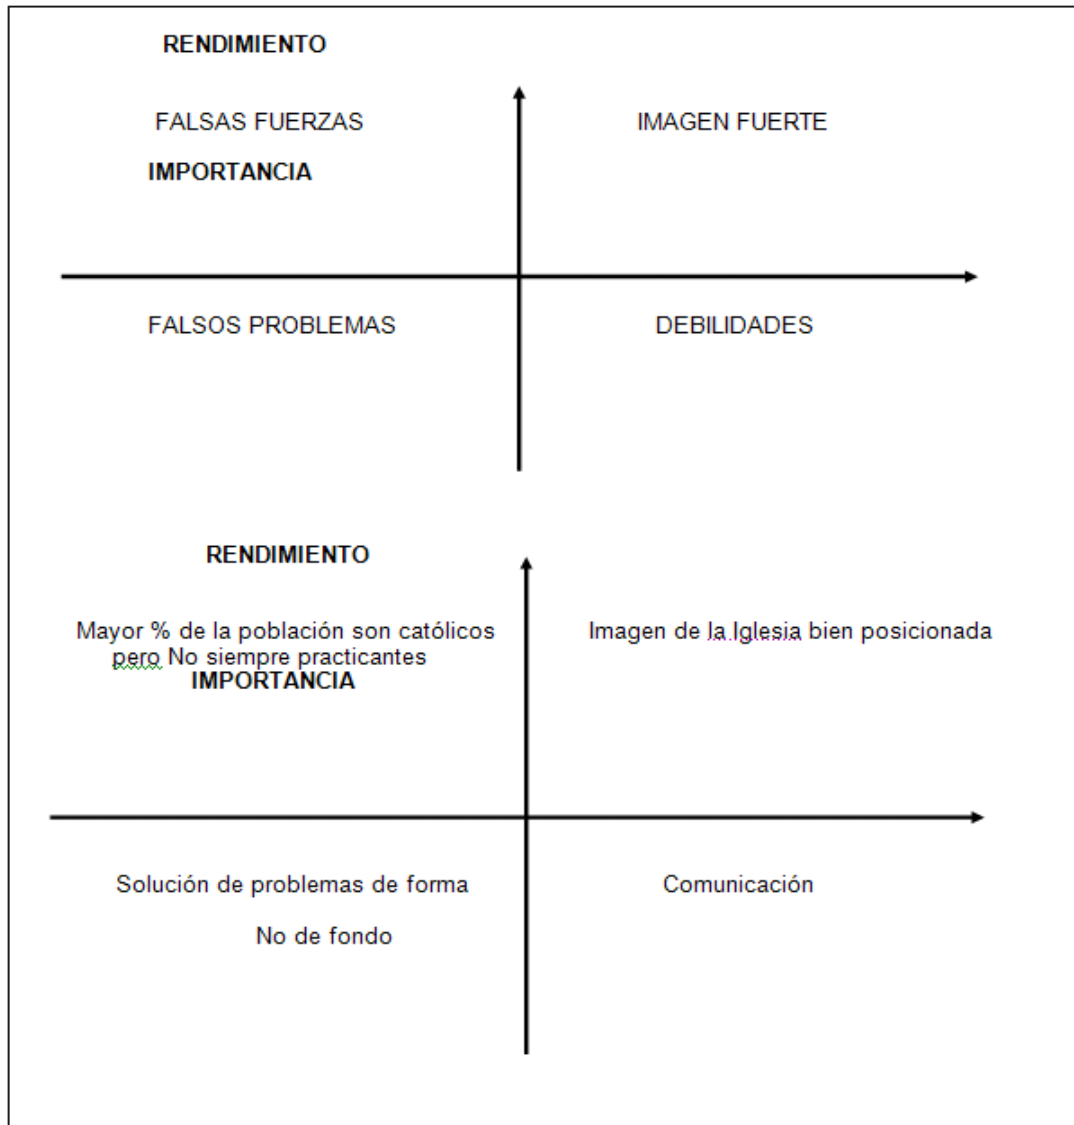 RENDIMIENTO
FALSAS FUERZAS IMAGEN FUERTE
IMPORTANCIA
FALSOS PROBLEMAS DEBILIDADES
RENDIMIENTO
Mayor % de la población son católicos Imagen de la Iglesia bien posicionada
pero No siempre practicantes
IMPORTANCIA
Solución de problemas de forma Comunicación
No de fondo